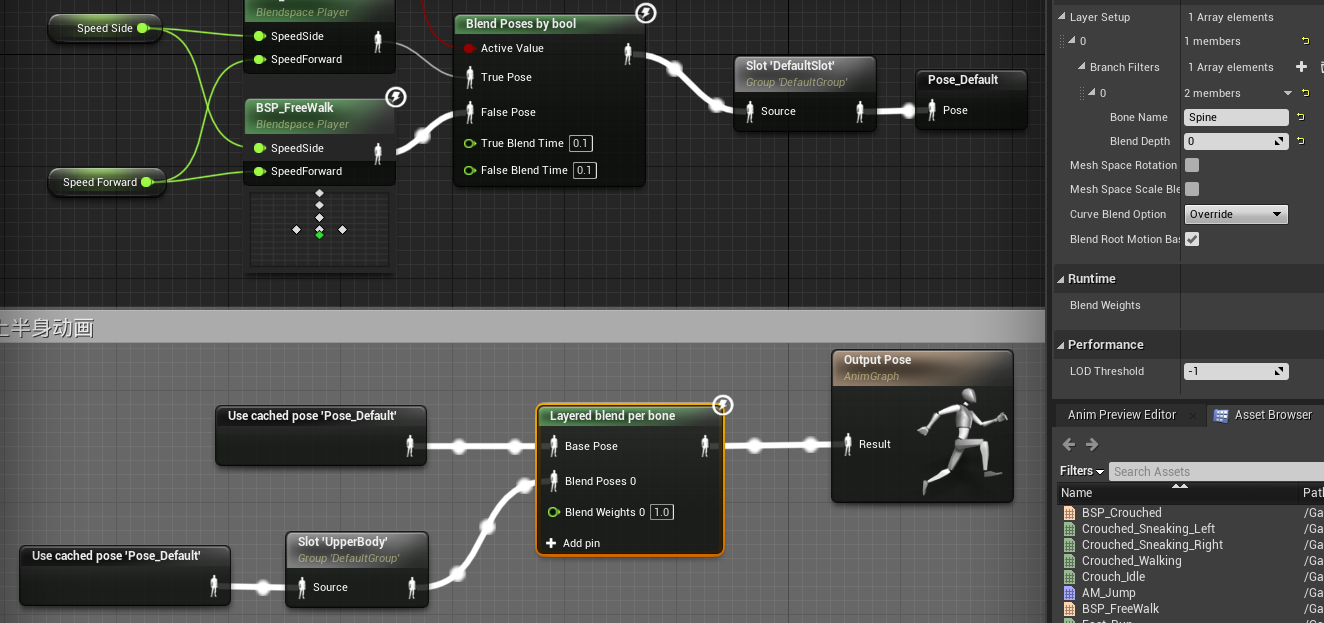 Blendspace Player
SpeedSide
SpeedForward
Speed Side
Speed Forward
BSP_FreeWalk
Blendspace Player
SpeedSide
SpeedForward
Blend Poses by bool
Active Value
True Pose
False Pose
True Blend Time 0.1
False Blend Time 0.1
Slot 'DefaultSlot'
Group 'DefaultGroup'
Source
Pose_Default
Pose
上半身动画
Use cached pose 'Pose_Default'
Use cached pose 'Pose_Default'
Slot 'UpperBody'
Group 'DefaultGroup'
Source
Layered blend per bone
Base Pose
Blend Poses 0
Blend Weights 0 1.0
Add pin
Output Pose
AnimGraph
Result
Layer Setup 1 Array elements
0 1 members
Branch Filters 1 Array elements
0 2 members
Bone Name Spine
Blend Depth 0
Mesh Space Rotation
Mesh Space Scale Ble
Curve Blend Option Override
Blend Root Motion Bas
Runtime
Blend Weights
Performance
LOD Threshold -1
Anim Preview Editor Asset Browser
Filters Search Assets
Name Path
BSP_Crouched /Ga
Crouched_Sneaking_Left /Ga
Crouched_Sneaking_Right /Ga
Crouched_Walking /Ga
Crouch_Idle /Ga
AM_Jump /Ga
BSP_FreeWalk /Ga